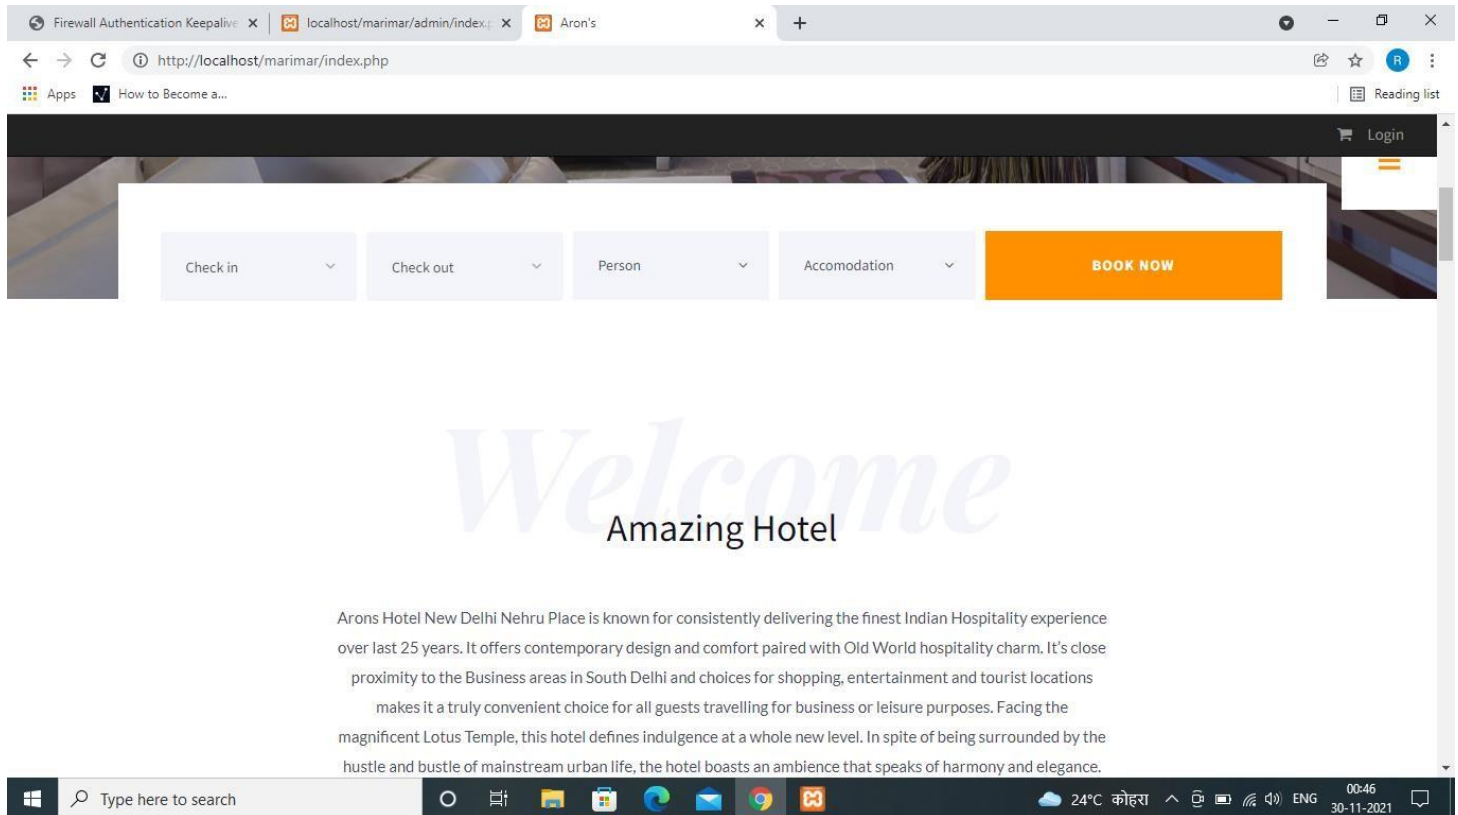 Firewall Authentication Keepalive
localhost/marimar/admin/index.p
Aron's
http://localhost/marimar/index.php
Apps
How to Become a...
Reading list
R
Login
Check in
Check out
Person
Accomodation
BOOK NOW
Welcome
Amazing Hotel
Arons Hotel New Delhi Nehru Place is known for consistently delivering the finest Indian Hospitality experience
over last 25 years. It offers contemporary design and comfort paired with Old World hospitality charm. It's close
proximity to the Business areas in South Delhi and choices for shopping, entertainment and tourist locations
makes it a truly convenient choice for all guests travelling for business or leisure purposes. Facing the
magnificent Lotus Temple, this hotel defines indulgence at a whole new level. In spite of being surrounded by the
hustle and bustle of mainstream urban life, the hotel boasts an ambience that speaks of harmony and elegance.
Type here to search
24°C कोहरा
ENG
00:46
30-11-2021